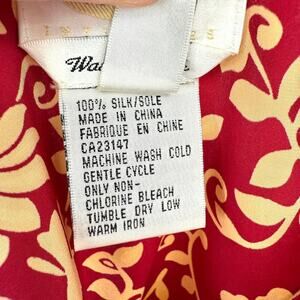 100% SILK/SOLE
MADE IN CHINA
FABRIQUE EN CHINE
CA23147
MACHINE WASH COLD
GENTLE CYCLE
ONLY NON-
CHLORINE BLEACH
TUMBLE DRY LOW
WARM IRON